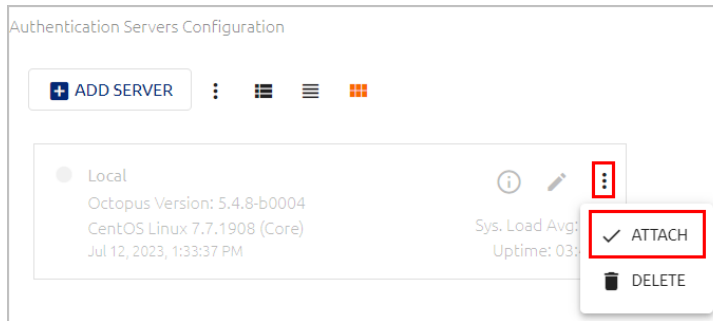 Authentication Servers Configuration
ADD SERVER
Local
Octopus Version: 5.4.8-b0004
CentOS Linux 7.7.1908 (Core)
Sys. Load Avg:
Jul 12, 2023, 1:33:37 PM
Uptime: 03:
ATTACH
DELETE